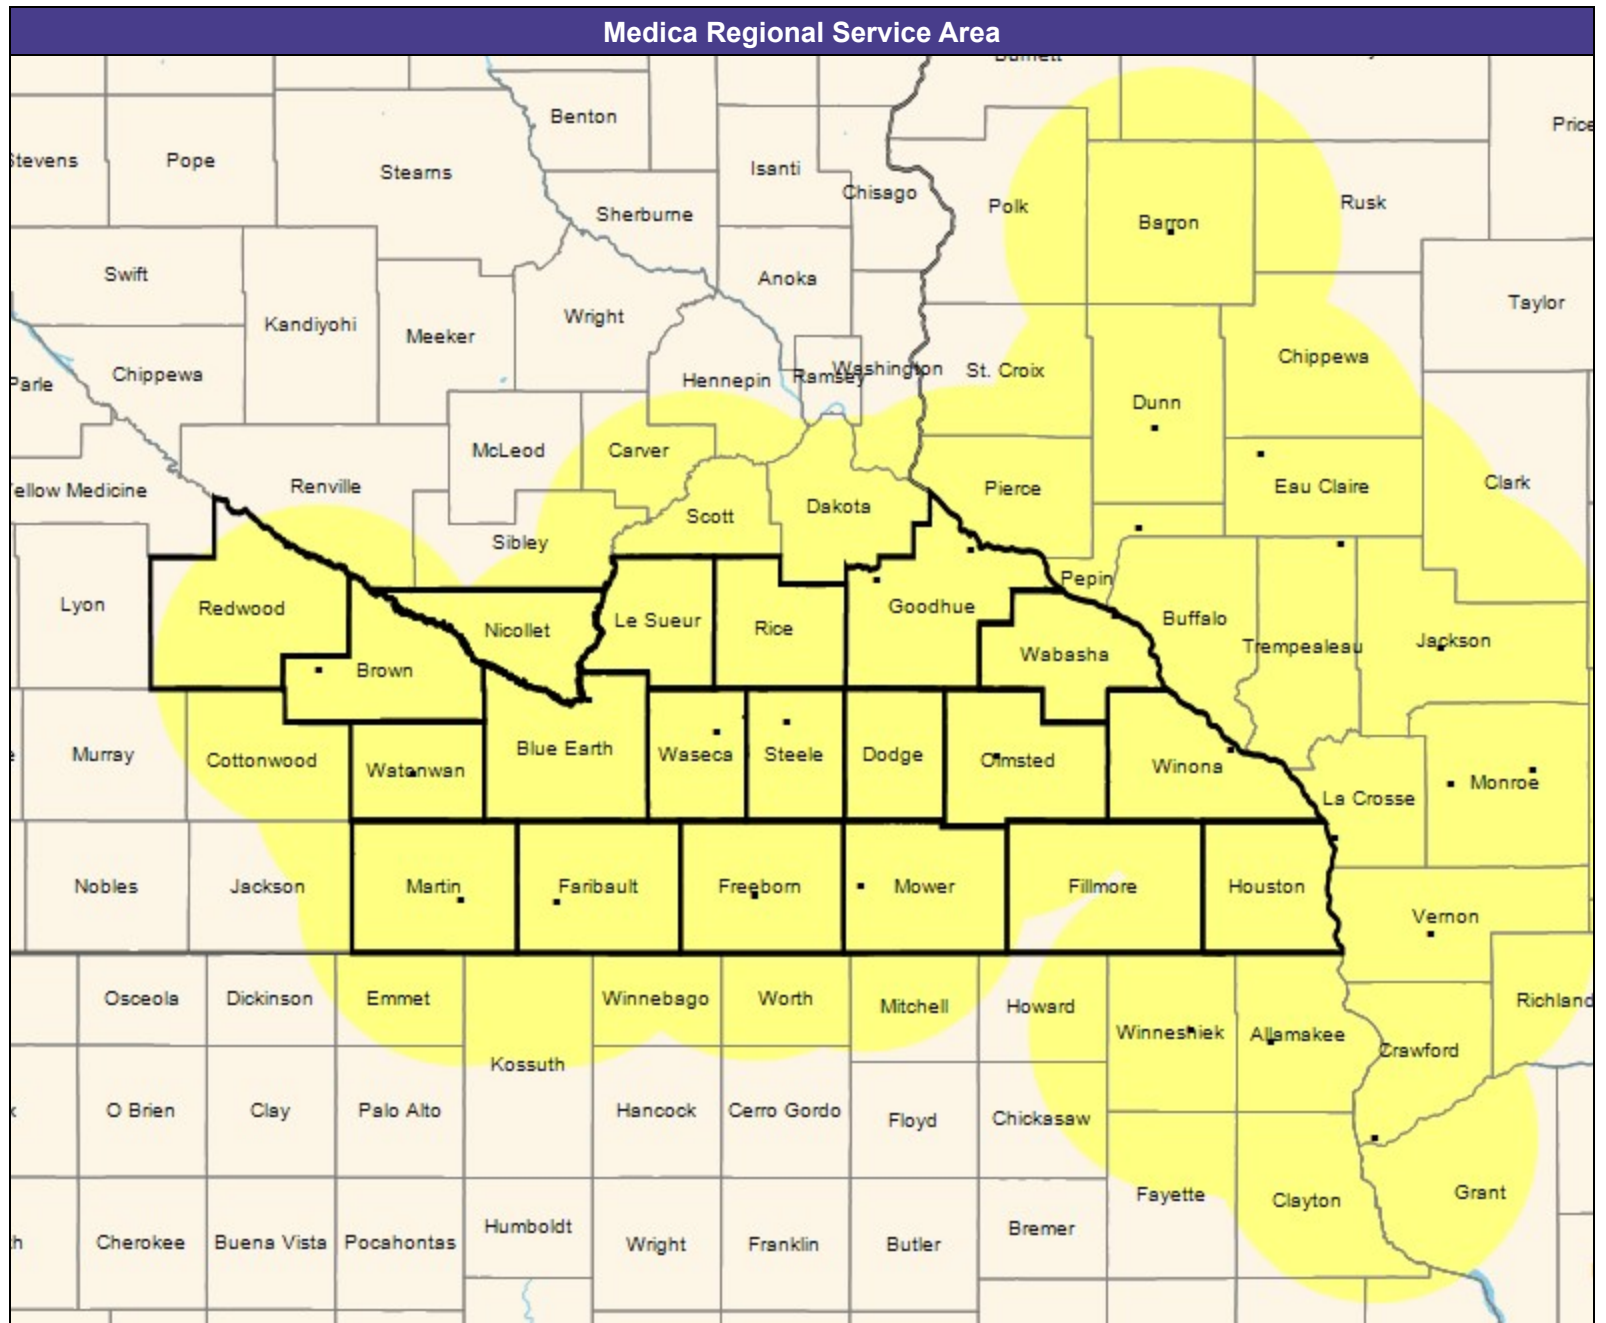 Medica Regional Service Area
Benton
Price
Stevens
Pope
Stearns
Isanti
Chisago
Sherburne
Polk
Barron
Rusk
Swift
Anoka
Kandiyohi
Meeker
Wright
Taylor
Chippewa
Hennepin
Ramsey
Washington
St. Croix
Chippewa
Parle
Dunn
McLeod
Carver
Renville
Yellow Medicine
Scott
Dakota
Pierce
Eau Claire
Clark
Sibley
Lyon
Redwood
Nicollet
Le Sueur
Rice
Goodhue
Pepin
Buffalo
Trempealeau
Jackson
Brown
Wabasha
Murray
Cottonwood
Watonwan
Blue Earth
Waseca
Steele
Dodge
Olmsted
Winona
La Crosse
Monroe
Nobles
Jackson
Martin
Faribault
Freeborn
Mower
Fillmore
Houston
Vernon
Osceola
Dickinson
Emmet
Winnebago
Worth
Mitchell
Howard
Winneshiek
Allamakee
Crawford
Richland
Kossuth
O Brien
Clay
Palo Alto
Hancock
Cerro Gordo
Floyd
Chickasaw
Fayette
Clayton
Grant
Cherokee
Buena Vista
Pocahontas
Humboldt
Wright
Franklin
Butler
Bremer